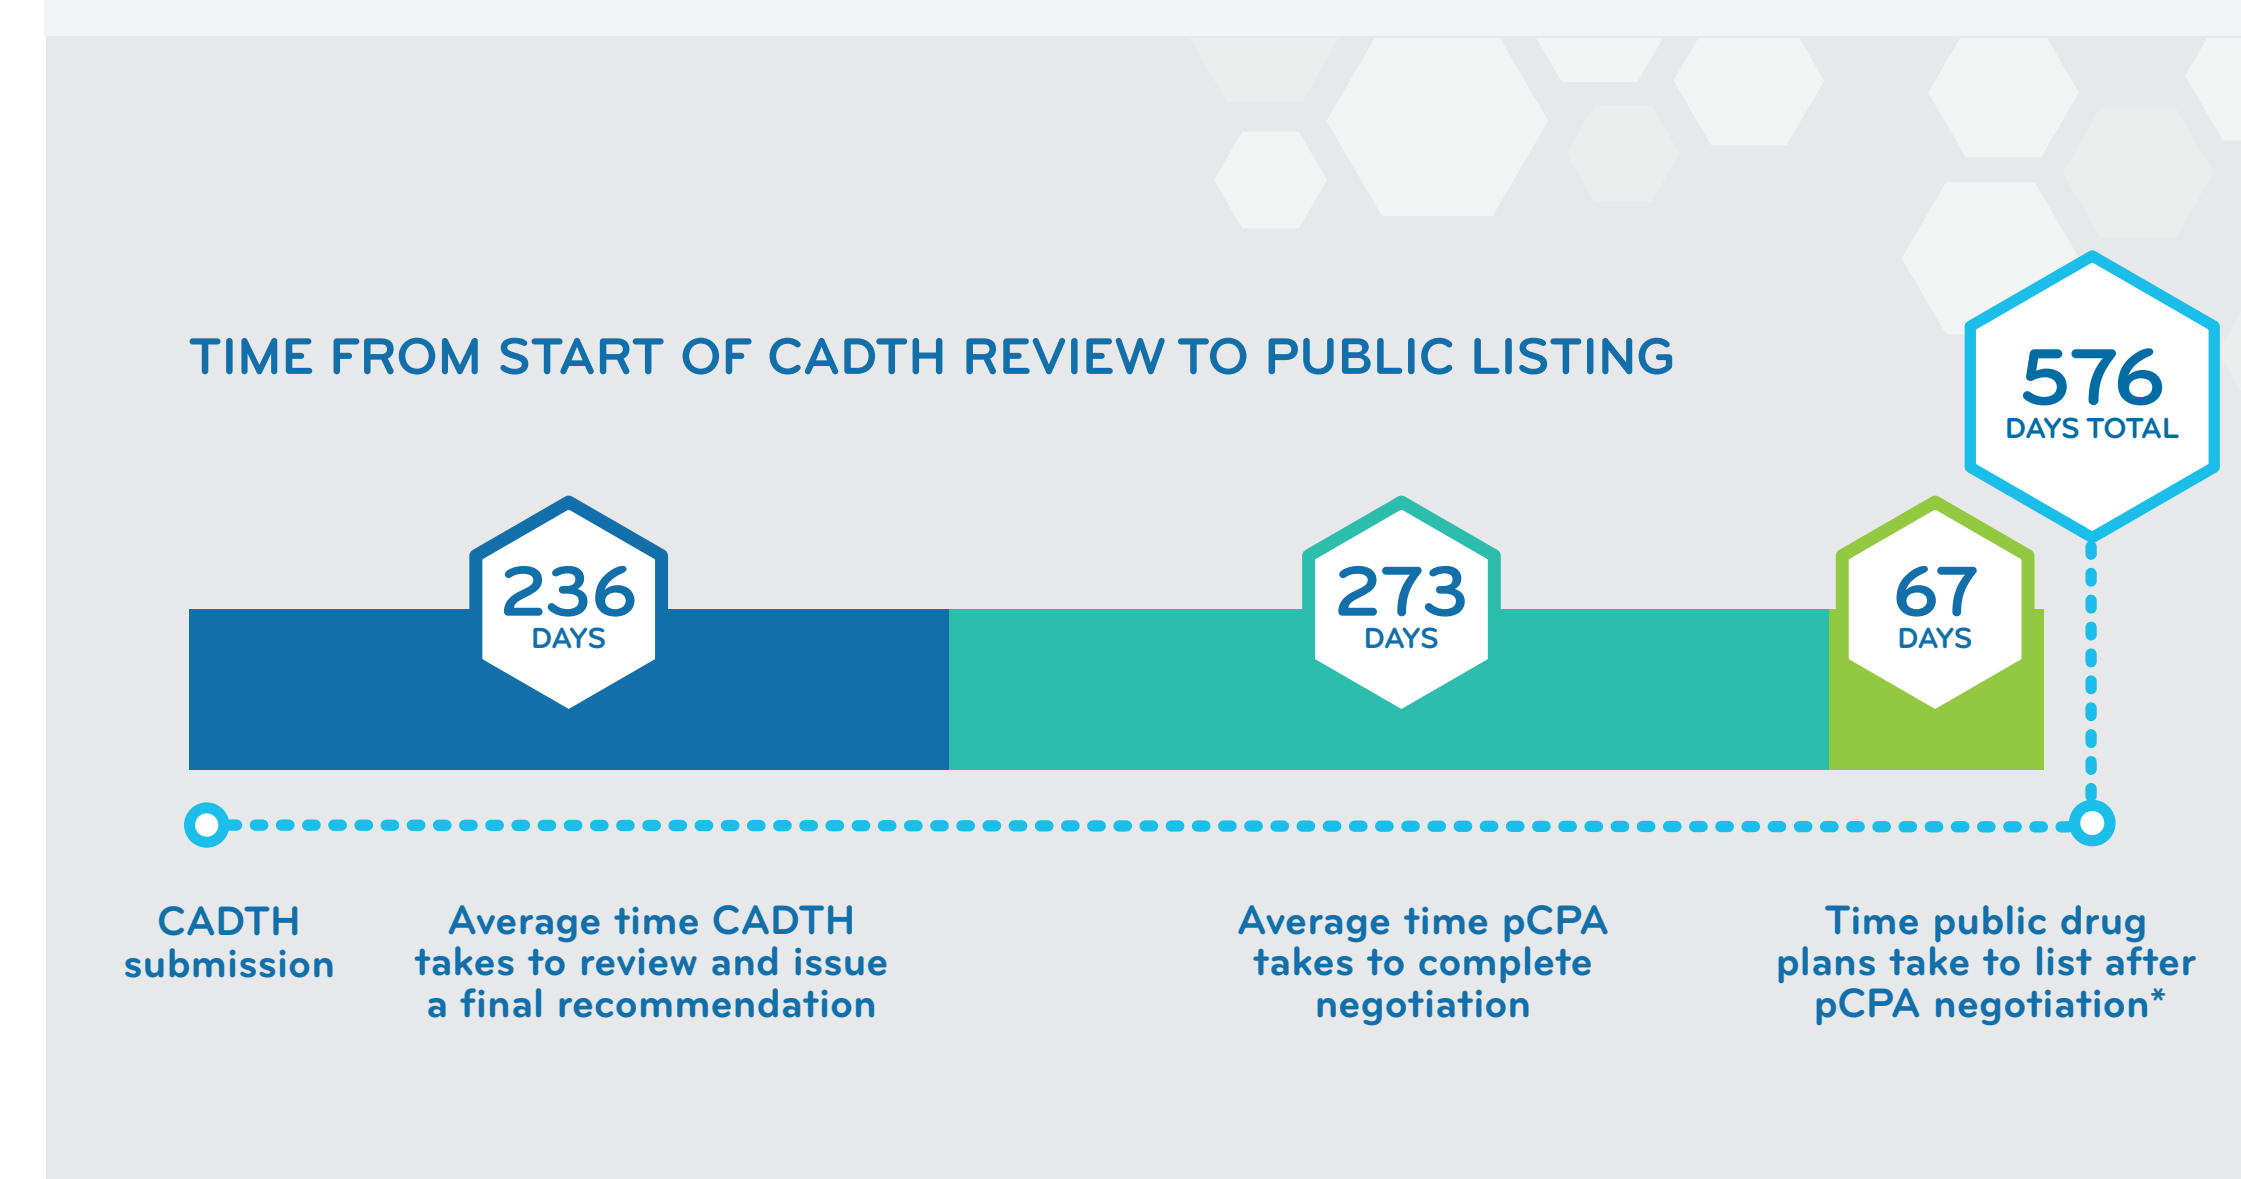 TIME FROM START OF CADTH REVIEW TO PUBLIC LISTING
576
DAYS TOTAL
236
DAYS
273
DAYS
67
DAYS
CADTH
submission
Average time CADTH
takes to review and issue
a final recommendation
Average time pCPA
takes to complete
negotiation
Time public drug
plans take to list after
pCPA negotiation*